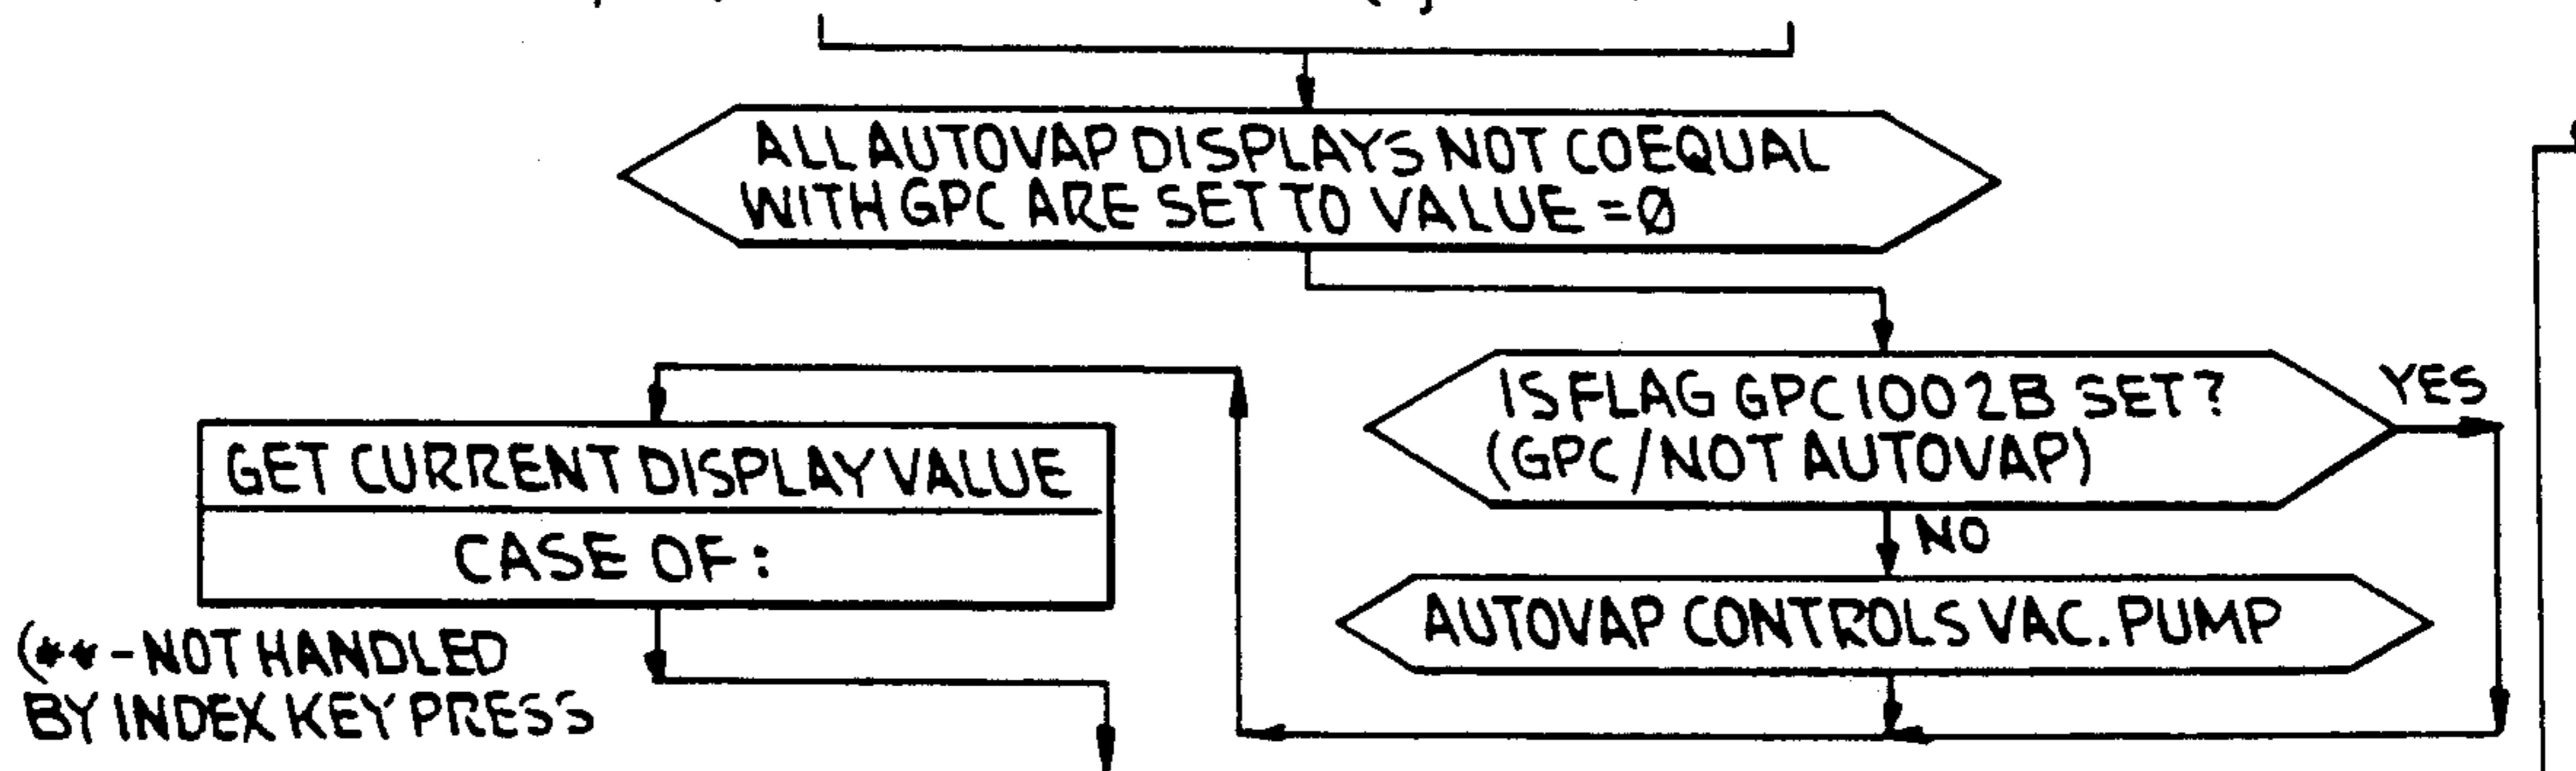 ALL AUTOVAP DISPLAYS NOT COEQUAL
WITH GPC ARE SET TO VALUE =Ø
IS FLAG GPC1002B SET?
(GPC/NOT AUTOVAP)
YES
NO
GET CURRENT DISPLAY VALUE
CASE OF:
AUTOVAP CONTROLS VAC. PUMP
(**-NOT HANDLED
BY INDEX KEY PRESS